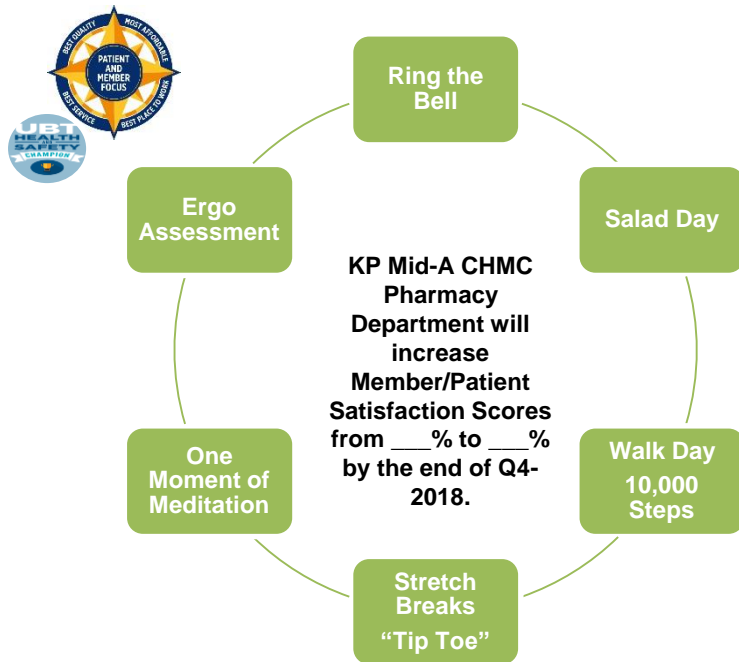 BEST QUALITY
MOST AFFORDABLE
PATIENT
AND
MEMBER
FOCUS
BEST SERVICE
BEST PLACE TO WORK
UBT
HEALTH
AND
SAFETY
CHAMPION
Ring the
Bell
Ergo
Assessment
Salad Day
KP Mid-A CHMC
Pharmacy
Department will
increase
Member/Patient
Satisfaction Scores
from ___% to ___%
by the end of Q4-
2018.
One
Moment of
Meditation
Walk Day
10,000
Steps
Stretch
Breaks
“Tip Toe”